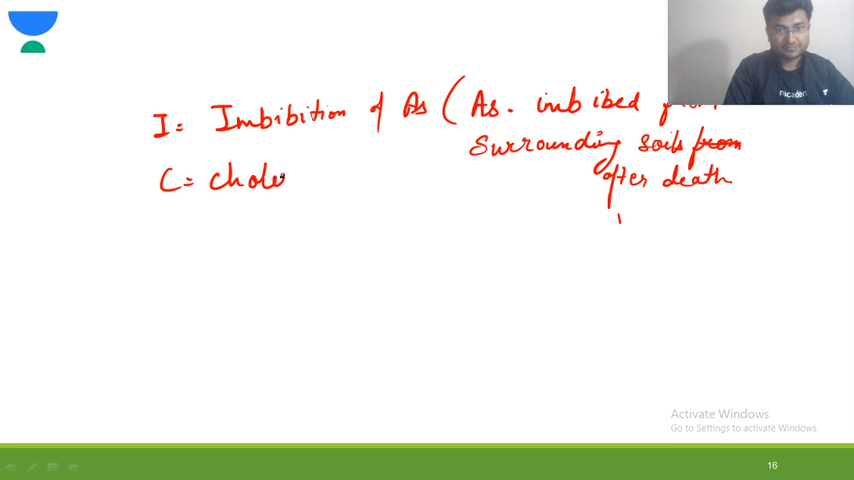 I = Imbibition of As (As. imbibed
surrounding soils from
after death
C = chole
Activate Windows
Go to Settings to activate Windows.
16